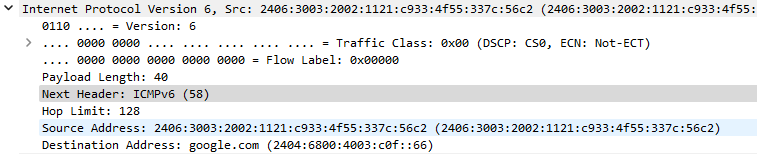 Internet Protocol Version 6, Src: 2406:3003:2002:1121:c933:4f55:337c:56c2 (2406:3003:2002:1121:c933:4f55:
0110 .... = Version: 6
.... 0000 0000 .... .... .... .... .... = Traffic Class: 0x00 (DSCP: CS0, ECN: Not-ECT)
.... 0000 0000 0000 0000 0000 = Flow Label: 0x00000
Payload Length: 40
Next Header: ICMPv6 (58)
Hop Limit: 128
Source Address: 2406:3003:2002:1121:c933:4f55:337c:56c2 (2406:3003:2002:1121:c933:4f55:337c:56c2)
Destination Address: google.com (2404:6800:4003:c0f::66)